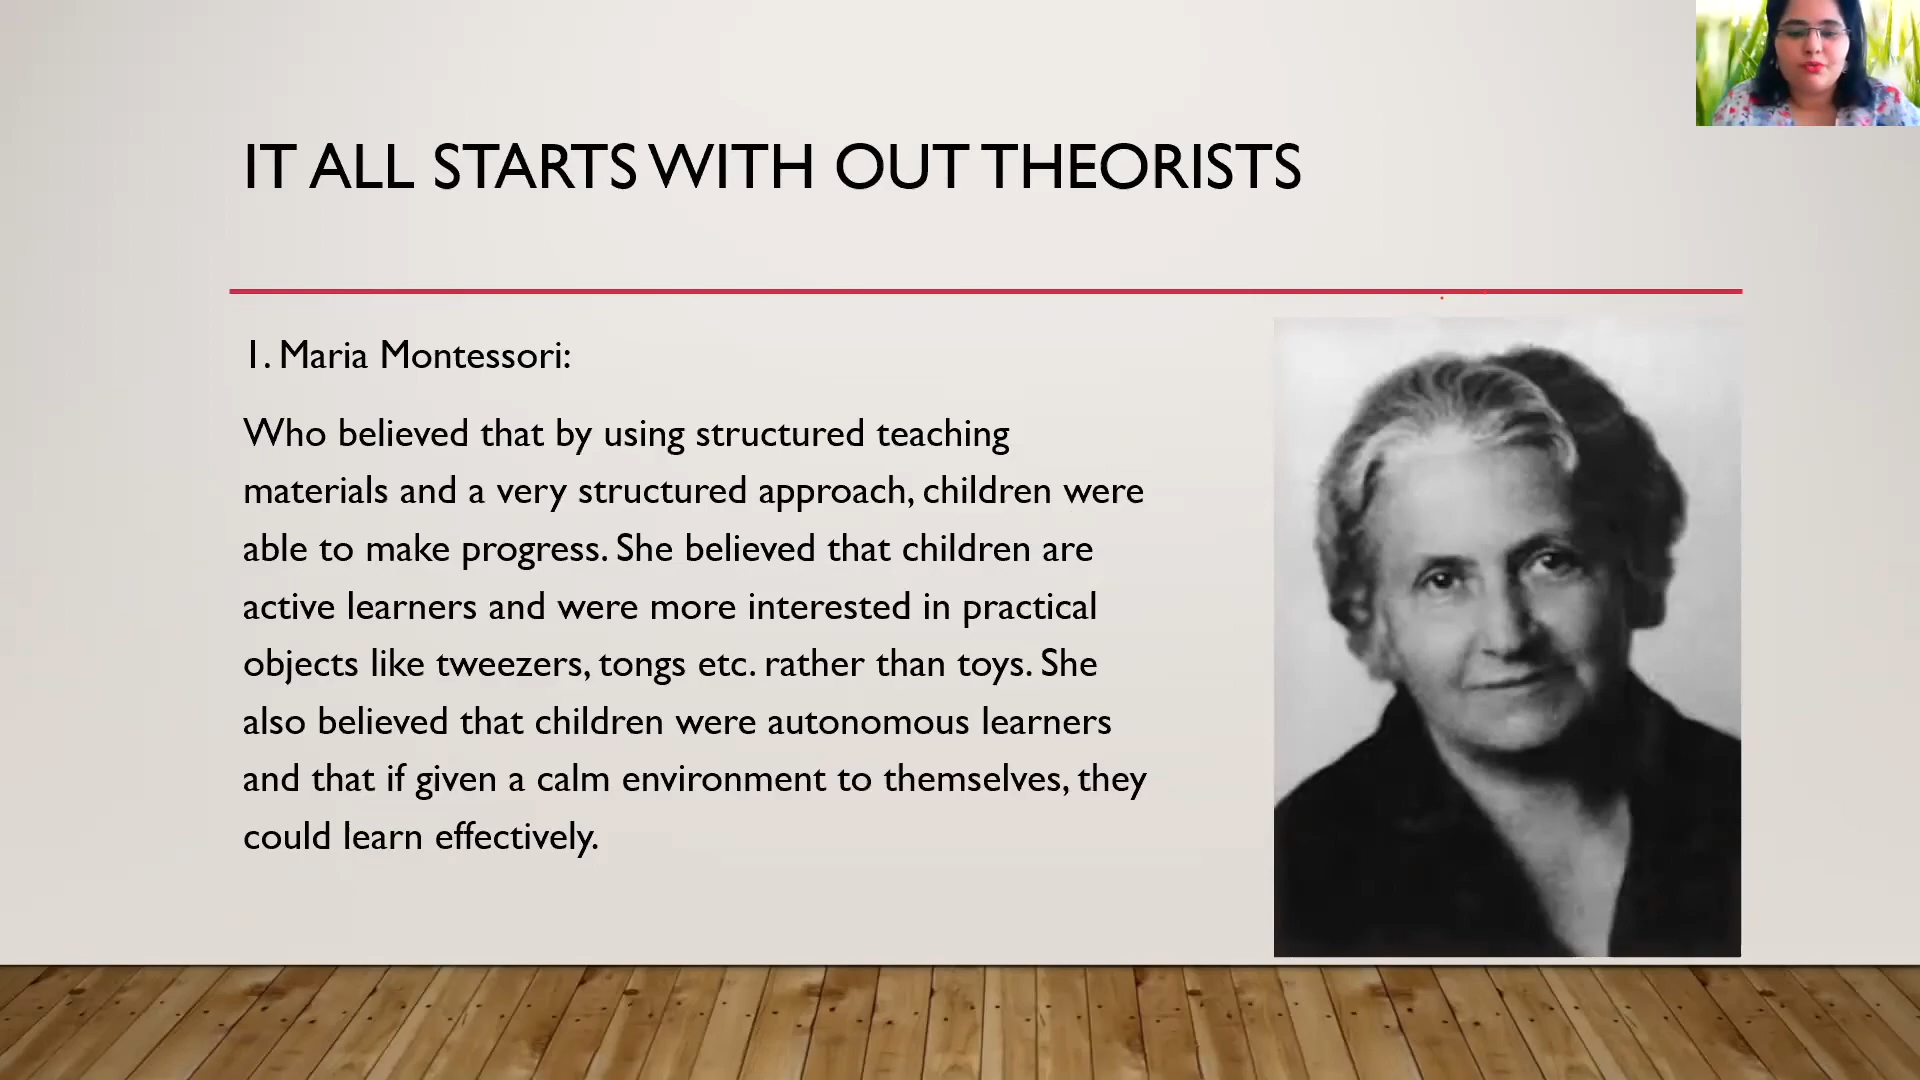 IT ALL STARTS WITH OUT THEORISTS
1. Maria Montessori:
Who believed that by using structured teaching
materials and a very structured approach, children were
able to make progress. She believed that children are
active learners and were more interested in practical
objects like tweezers, tongs etc. rather than toys. She
also believed that children were autonomous learners
and that if given a calm environment to themselves, they
could learn effectively.